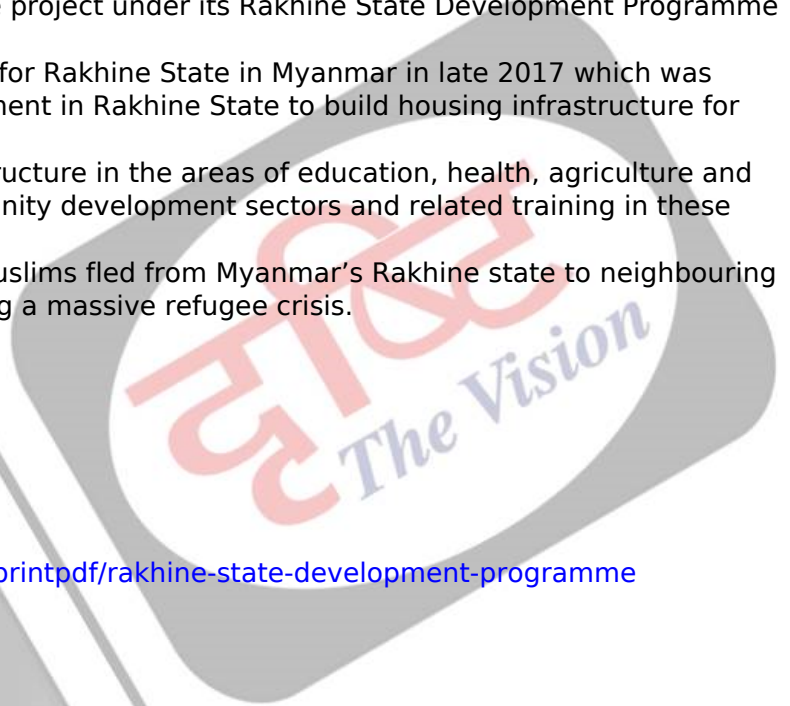 project under its Rakhine State Development Programme
for Rakhine State in Myanmar in late 2017 which was
ment in Rakhine State to build housing infrastructure for
ructure in the areas of education, health, agriculture and
nity development sectors and related training in these
uslims fled from Myanmar’s Rakhine state to neighbouring
g a massive refugee crisis.
दृष्टि
The Vision
printpdf/rakhine-state-development-programme